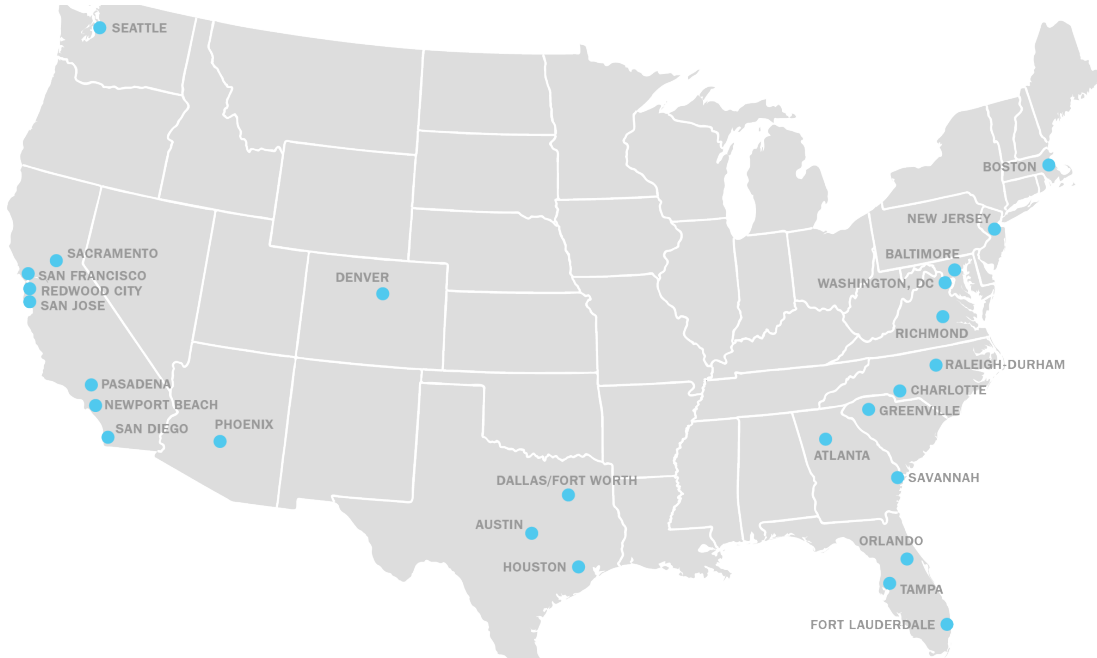 SEATTLE
BOSTON
NEW JERSEY
SACRAMENTO
BALTIMORE
SAN FRANCISCO
DENVER
WASHINGTON, DC
REDWOOD CITY
SAN JOSE
RICHMOND
RALEIGH-DURHAM
PASADENA
CHARLOTTE
NEWPORT BEACH
GREENVILLE
PHOENIX
SAN DIEGO
ATLANTA
SAVANNAH
DALLAS/FORT WORTH
AUSTIN
ORLANDO
HOUSTON
TAMPA
FORT LAUDERDALE